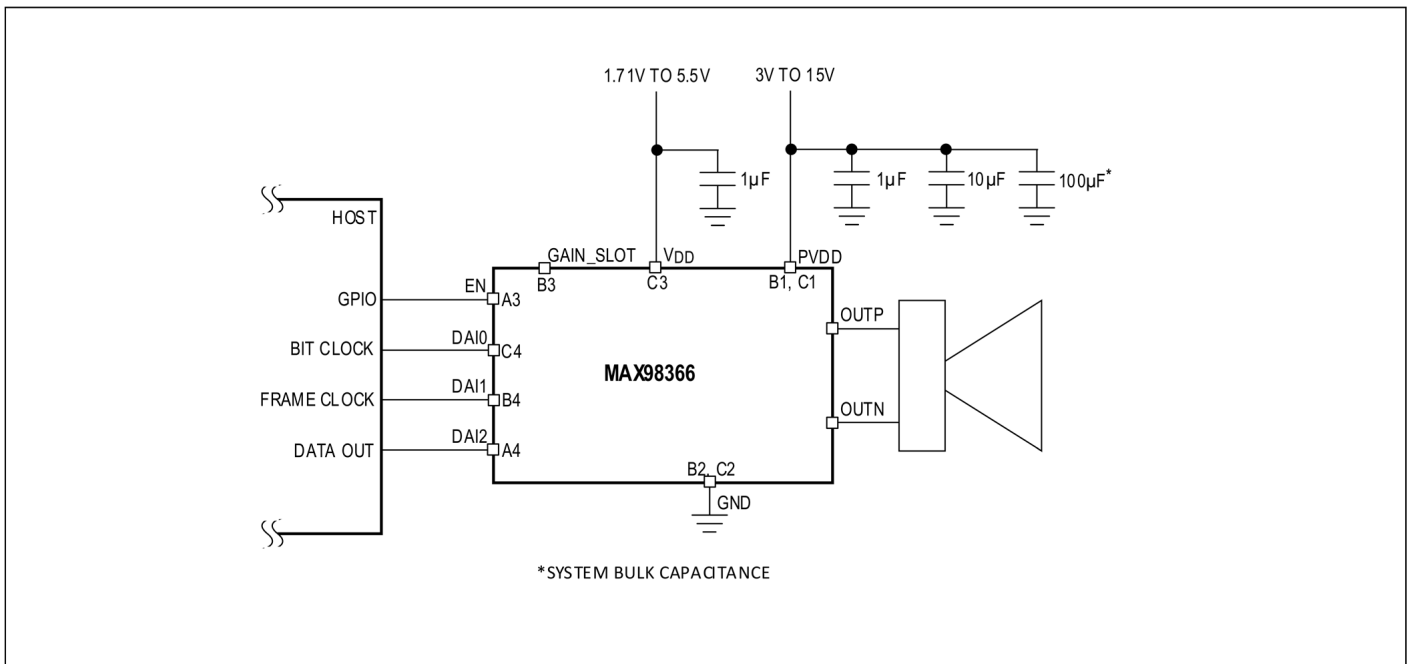 1.71V TO 5.5V
3V TO 15V
1µF
1µF
10µF
100µF*
HOST
GAIN_SLOT
VDD
PVDD
B3
C3
B1, C1
GPIO
EN
A3
OUTP
BIT CLOCK
DAI0
C4
MAX98366
FRAME CLOCK
DAI1
B4
OUTN
DATA OUT
DAI2
A4
B2, C2
GND
*SYSTEM BULK CAPACITANCE